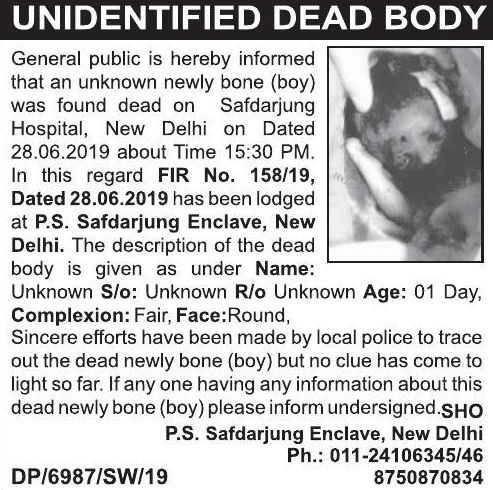 UNIDENTIFIED DEAD BODY
General public is hereby informed
that an unknown newly bone (boy)
was found dead on Safdarjung
Hospital, New Delhi on Dated
28.06.2019 about Time 15:30 PM.
In this regard FIR No. 158/19,
Dated 28.06.2019 has been lodged
at P.S. Safdarjung Enclave, New
Delhi. The description of the dead
body is given as under Name:
Unknown S/o: Unknown R/o Unknown Age: 01 Day,
Complexion: Fair, Face:Round,
Sincere efforts have been made by local police to trace
out the dead newly bone (boy) but no clue has come to
light so far. If any one having any information about this
dead newly bone (boy) please inform undersigned.SHO
P.S. Safdarjung Enclave, New Delhi
Ph.: 011-24106345/46
DP/6987/SW/19 8750870834